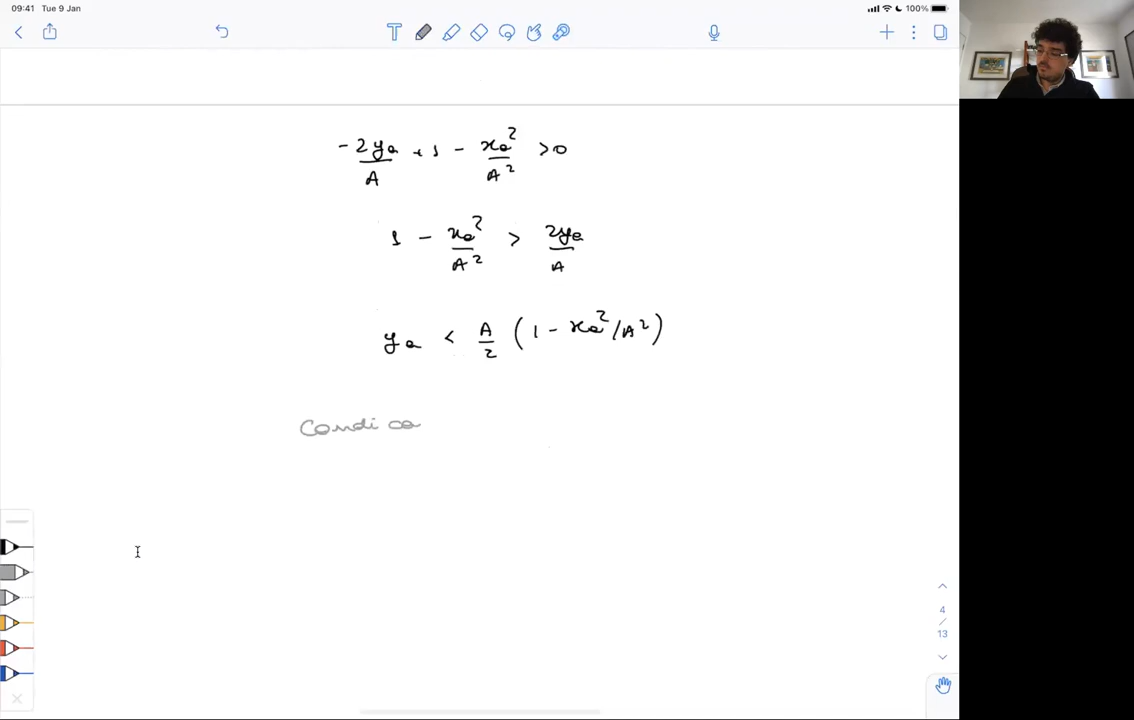 09:41 Tue 9 Jan 100%
-2ya/A + 1 - xa²/A² >0
1 - xa²/A² > 2ya/A
ya < A/2 (1 - xa²/A²)
Condico
4
/
13